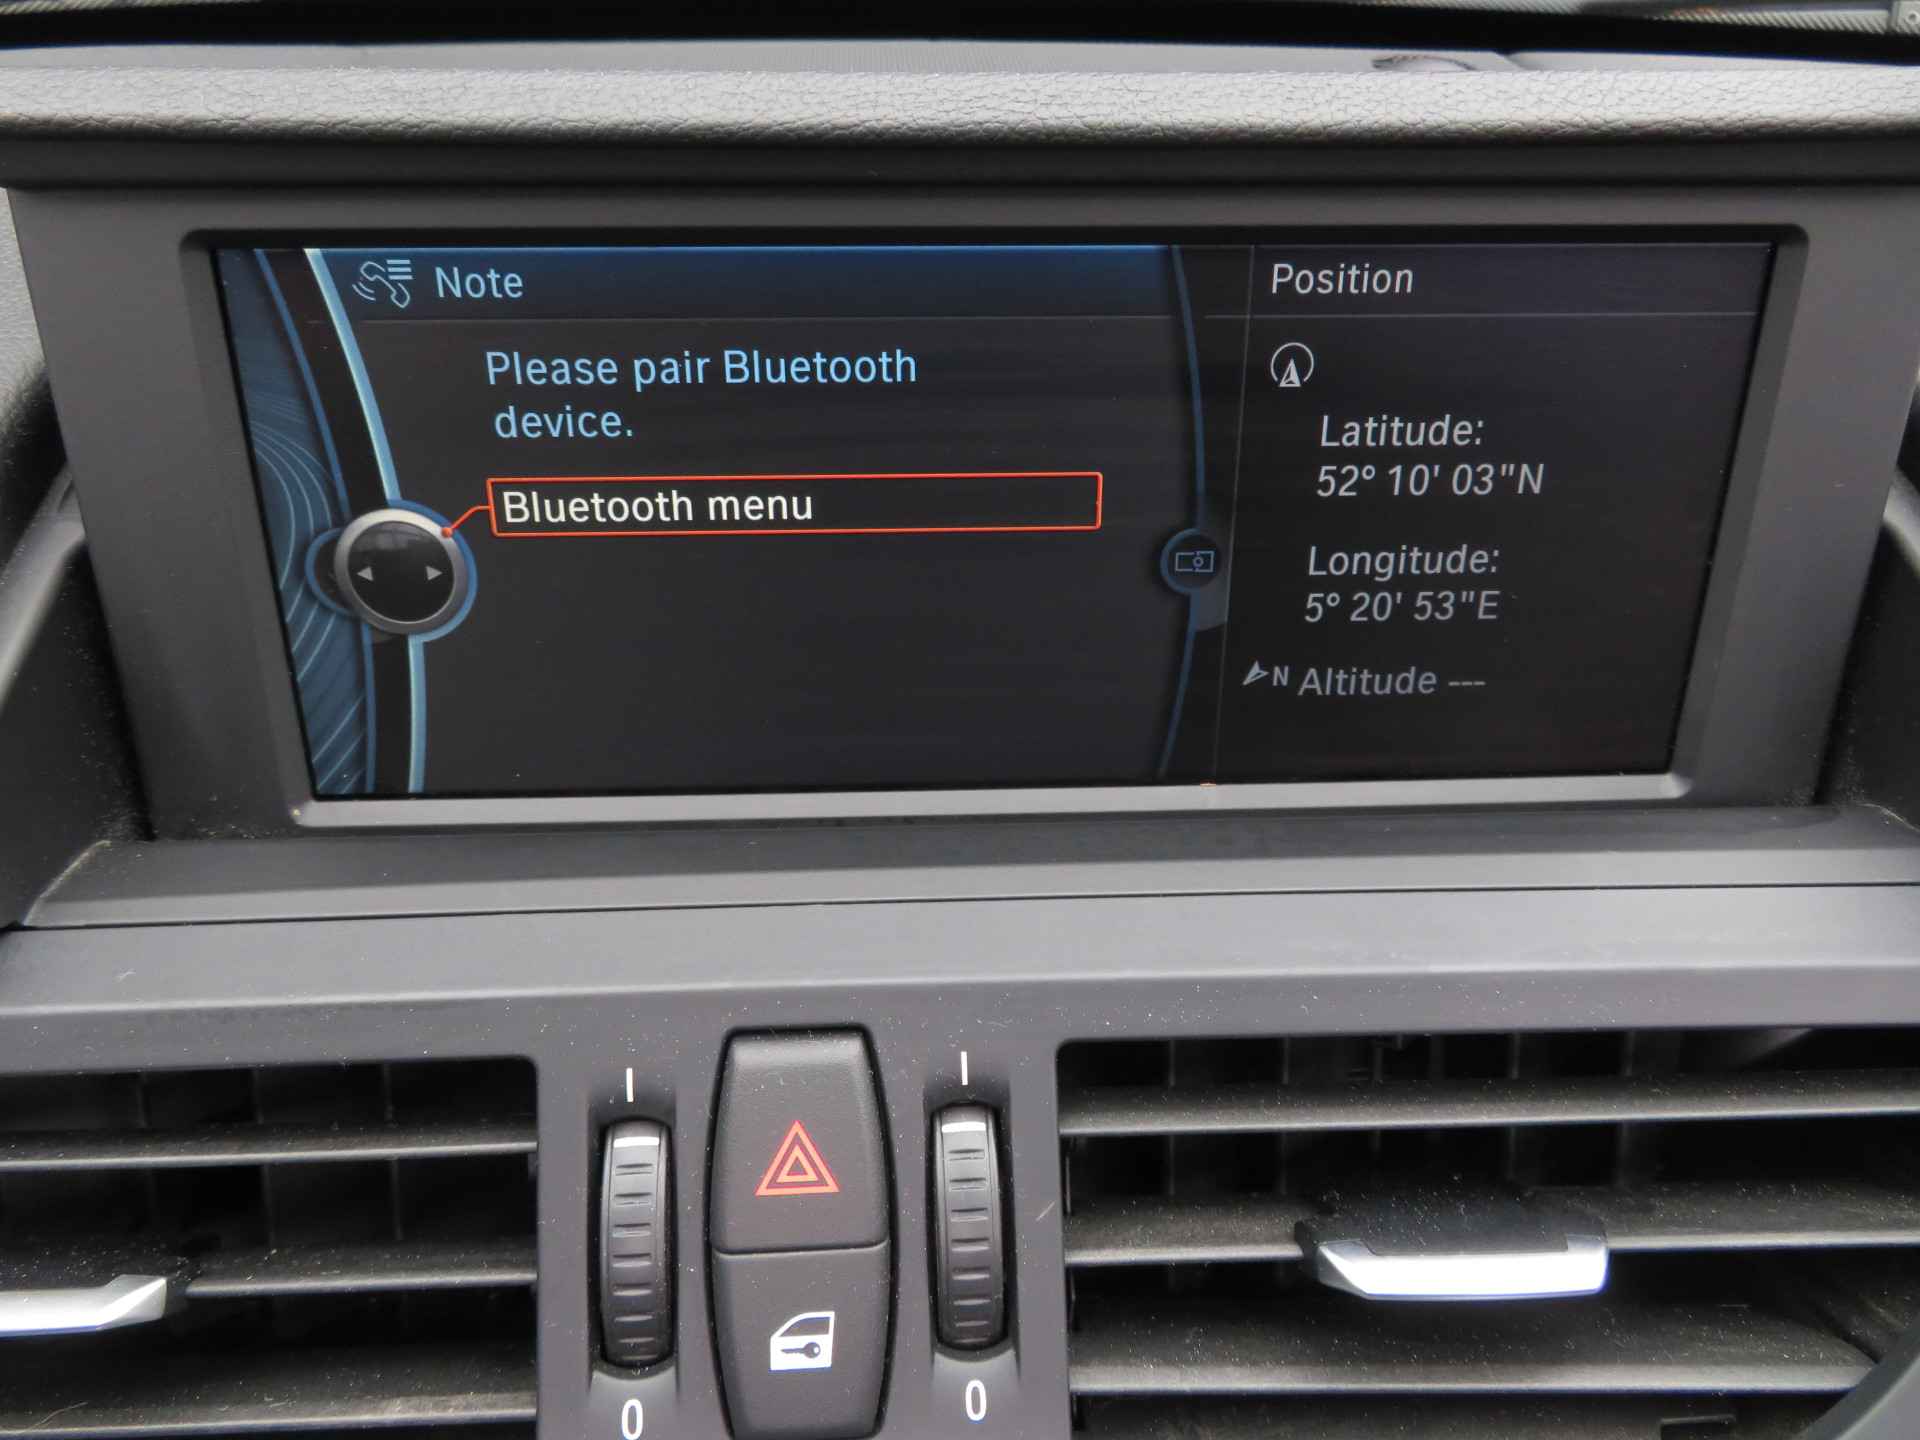 Note
Please pair Bluetooth
device.
Bluetooth menu
Position
Latitude:
52° 10' 03"N
Longitude:
5° 20' 53"E
N Altitude ---
I
I
0
0